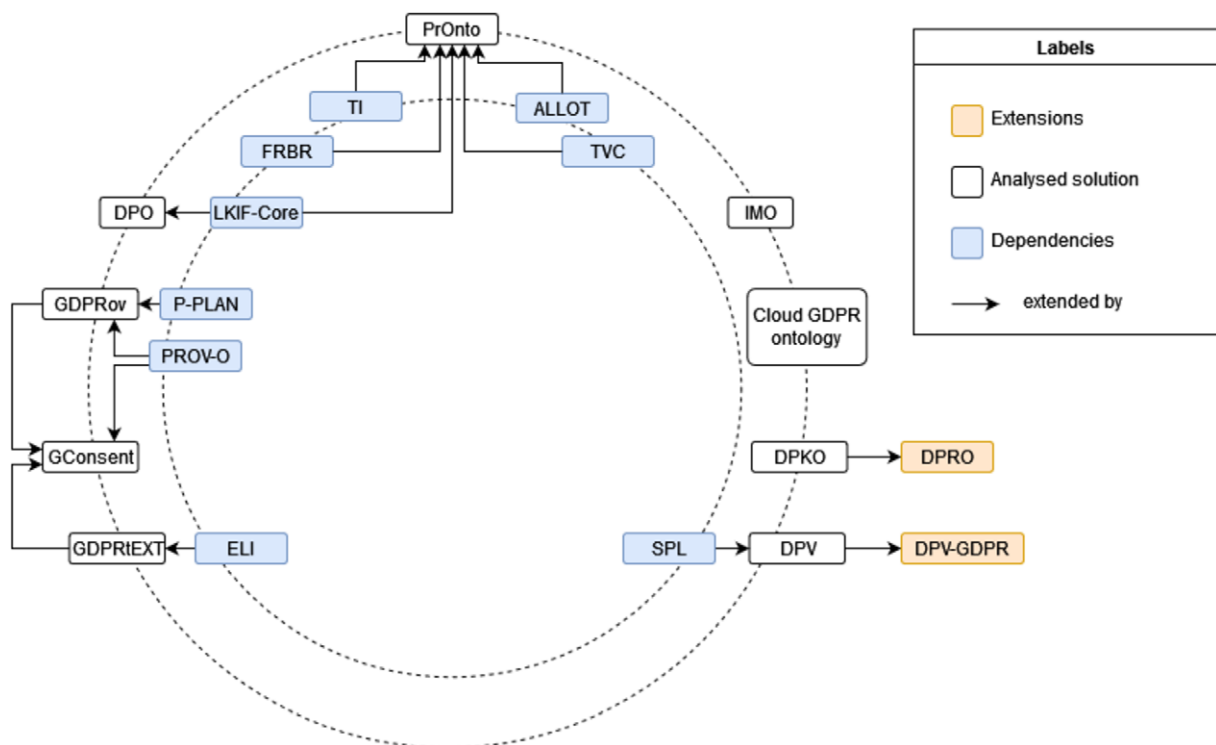 PrOnto
Labels
TI
ALLOT
Extensions
FRBR
TVC
Analysed solution
DPO
LKIF-Core
IMO
Dependencies
GDPRov
P-PLAN
extended by
Cloud GDPR
ontology
PROV-O
GConsent
DPKO
DPRO
GDPRtEXT
ELI
SPL
DPV
DPV-GDPR